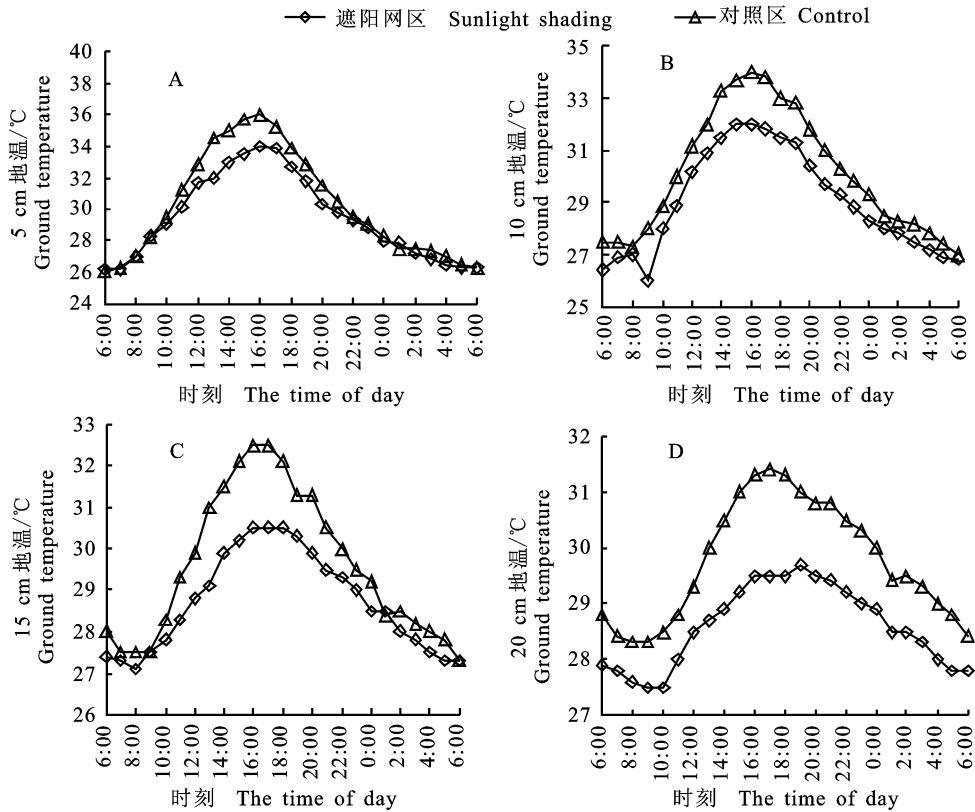 遮阳网区 Sunlight shading 对照区 Control
A
5 cm 地温/℃
Ground temperature
40
38
36
34
32
30
28
26
24
6:00 8:00 10:00 12:00 14:00 16:00 18:00 20:00 22:00 0:00 2:00 4:00 6:00
时刻 The time of day
B
10 cm 地温/℃
Ground temperature
35
33
31
29
27
25
6:00 8:00 10:00 12:00 14:00 16:00 18:00 20:00 22:00 0:00 2:00 4:00 6:00
时刻 The time of day
C
15 cm地温/℃
Ground temperature
33
32
31
30
29
28
27
26
6:00 8:00 10:00 12:00 14:00 16:00 18:00 20:00 22:00 0:00 2:00 4:00 6:00
时刻 The time of day
D
20 cm地温/℃
Ground temperature
32
31
30
29
28
27
6:00 8:00 10:00 12:00 14:00 16:00 18:00 20:00 22:00 0:00 2:00 4:00 6:00
时刻 The time of day